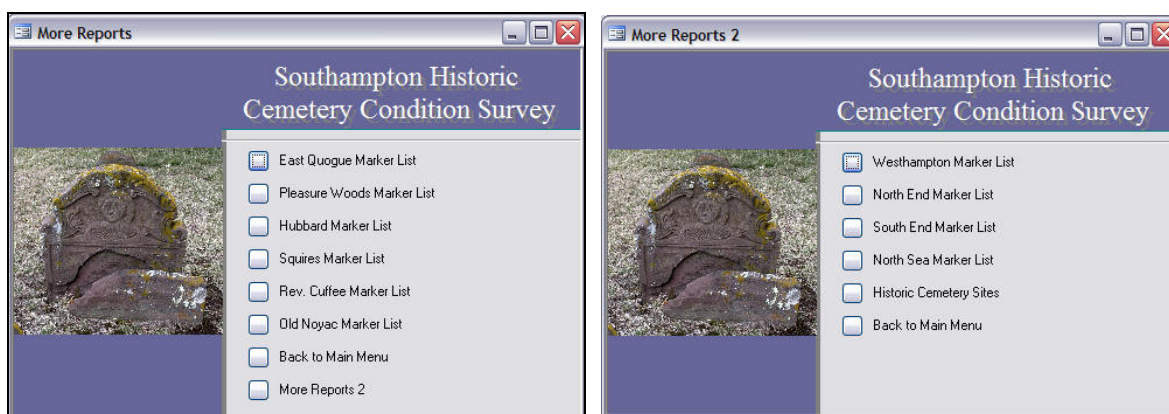 More Reports
Southampton Historic
Cemetery Condition Survey
East Quogue Marker List
Pleasure Woods Marker List
Hubbard Marker List
Squires Marker List
Rev. Cuffee Marker List
Old Noyac Marker List
Back to Main Menu
More Reports 2
More Reports 2
Southampton Historic
Cemetery Condition Survey
Westhampton Marker List
North End Marker List
South End Marker List
North Sea Marker List
Historic Cemetery Sites
Back to Main Menu